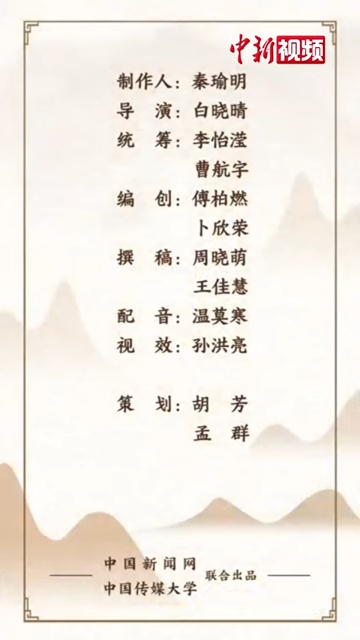 中新视频
制作人：秦瑜明
导 演：白晓晴
统 筹：李怡滢
曹航宇
编 创：傅柏燃
卜欣荣
撰 稿：周晓萌
王佳慧
配 音：温莫寒
视 效：孙洪亮
策 划：胡 芳
孟 群
中国新闻网
中国传媒大学
联合出品